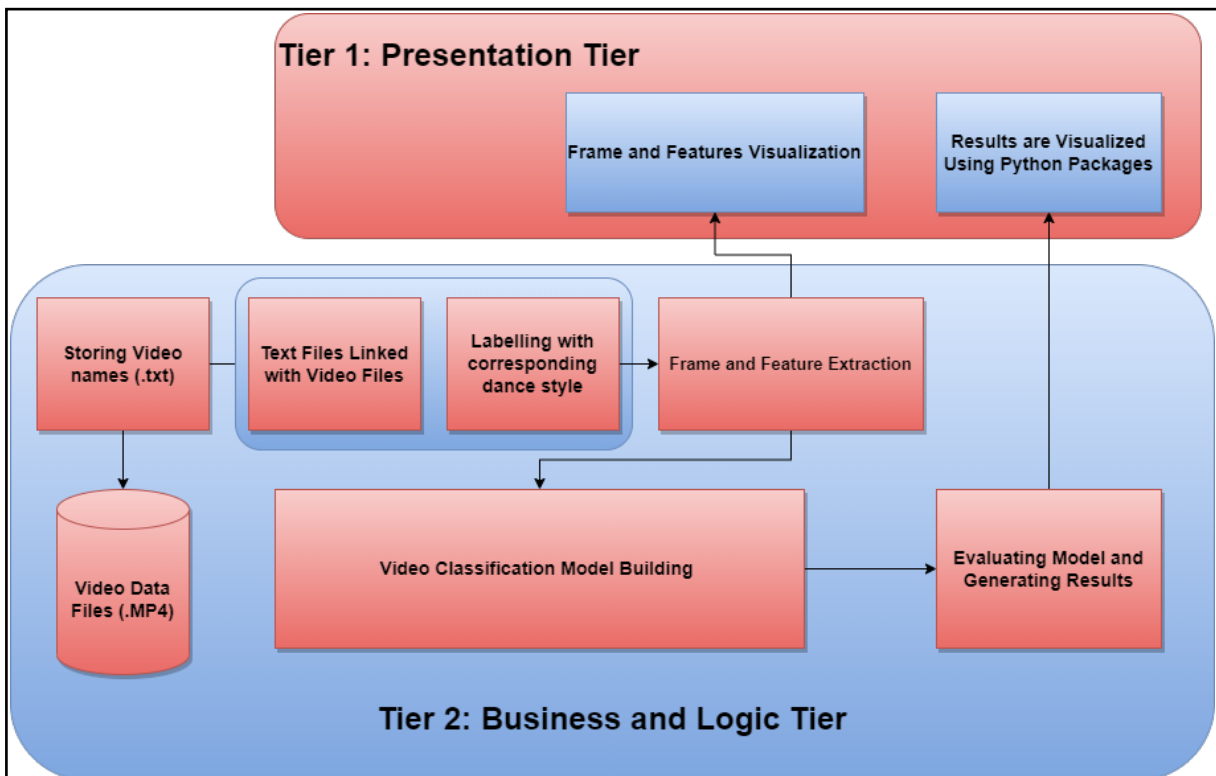 Tier 1: Presentation Tier
Frame and Features Visualization
Results are Visualized
Using Python Packages
Storing Video
names (.txt)
Text Files Linked
with Video Files
Labelling with
corresponding
dance style
Frame and Feature Extraction
Video Data
Files (.MP4)
Video Classification Model Building
Evaluating Model and
Generating Results
Tier 2: Business and Logic Tier